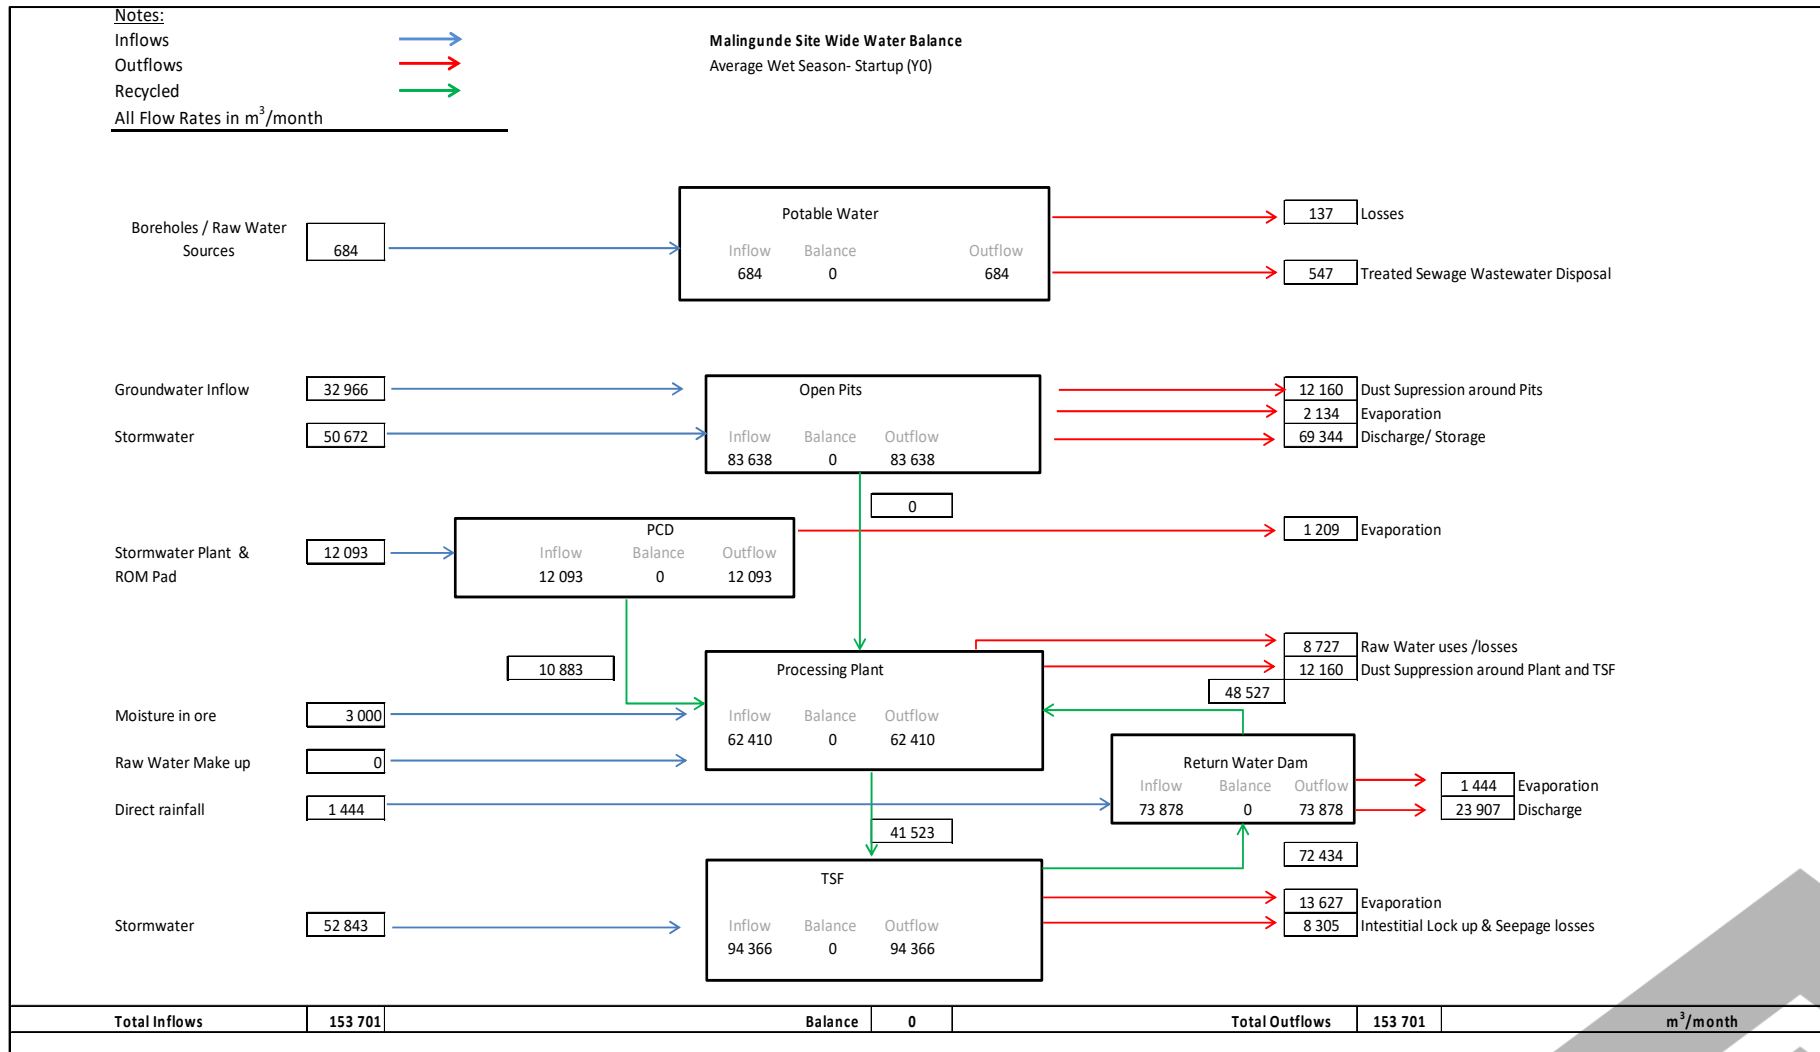 Notes:
Inflows
Outflows
Recycled
All Flow Rates in m³/month
Malingunde Site Wide Water Balance
Average Wet Season- Startup (Y0)
Boreholes / Raw Water
Sources
684
Potable Water
Inflow Balance Outflow
684 0 684
137 Losses
547 Treated Sewage Wastewater Disposal
Groundwater Inflow 32 966
Stormwater 50 672
Open Pits
Inflow Balance Outflow
83 638 0 83 638
12 160 Dust Supression around Pits
2 134 Evaporation
69 344 Discharge/ Storage
0
Stormwater Plant &
ROM Pad
12 093
PCD
Inflow Balance Outflow
12 093 0 12 093
1 209 Evaporation
10 883
Processing Plant
Inflow Balance Outflow
62 410 0 62 410
8 727 Raw Water uses /losses
12 160 Dust Suppression around Plant and TSF
48 527
Moisture in ore 3 000
Raw Water Make up 0
Direct rainfall 1 444
Return Water Dam
Inflow Balance Outflow
73 878 0 73 878
1 444 Evaporation
23 907 Discharge
41 523
72 434
TSF
Inflow Balance Outflow
94 366 0 94 366
Stormwater 52 843
13 627 Evaporation
8 305 Intestitial Lock up & Seepage losses
Total Inflows 153 701 Balance 0 Total Outflows 153 701 m³/month